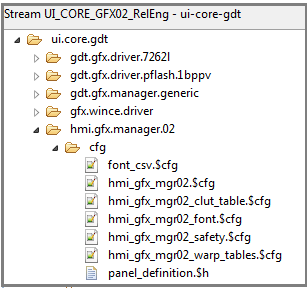 Stream UI_CORE_GFX02_RelEng - ui-core-gdt
ui.core.gdt
gdt.gfx.driver.7262l
gdt.gfx.driver.pflash.1bppv
gdt.gfx.manager.generic
gfx.wince.driver
hmi.gfx.manager.02
cfg
font_csv.$cfg
hmi_gfx_mgr02.$cfg
hmi_gfx_mgr02_clut_table.$cfg
hmi_gfx_mgr02_font.$cfg
hmi_gfx_mgr02_safety.$cfg
hmi_gfx_mgr02_warp_tables.$cfg
panel_definition.$h